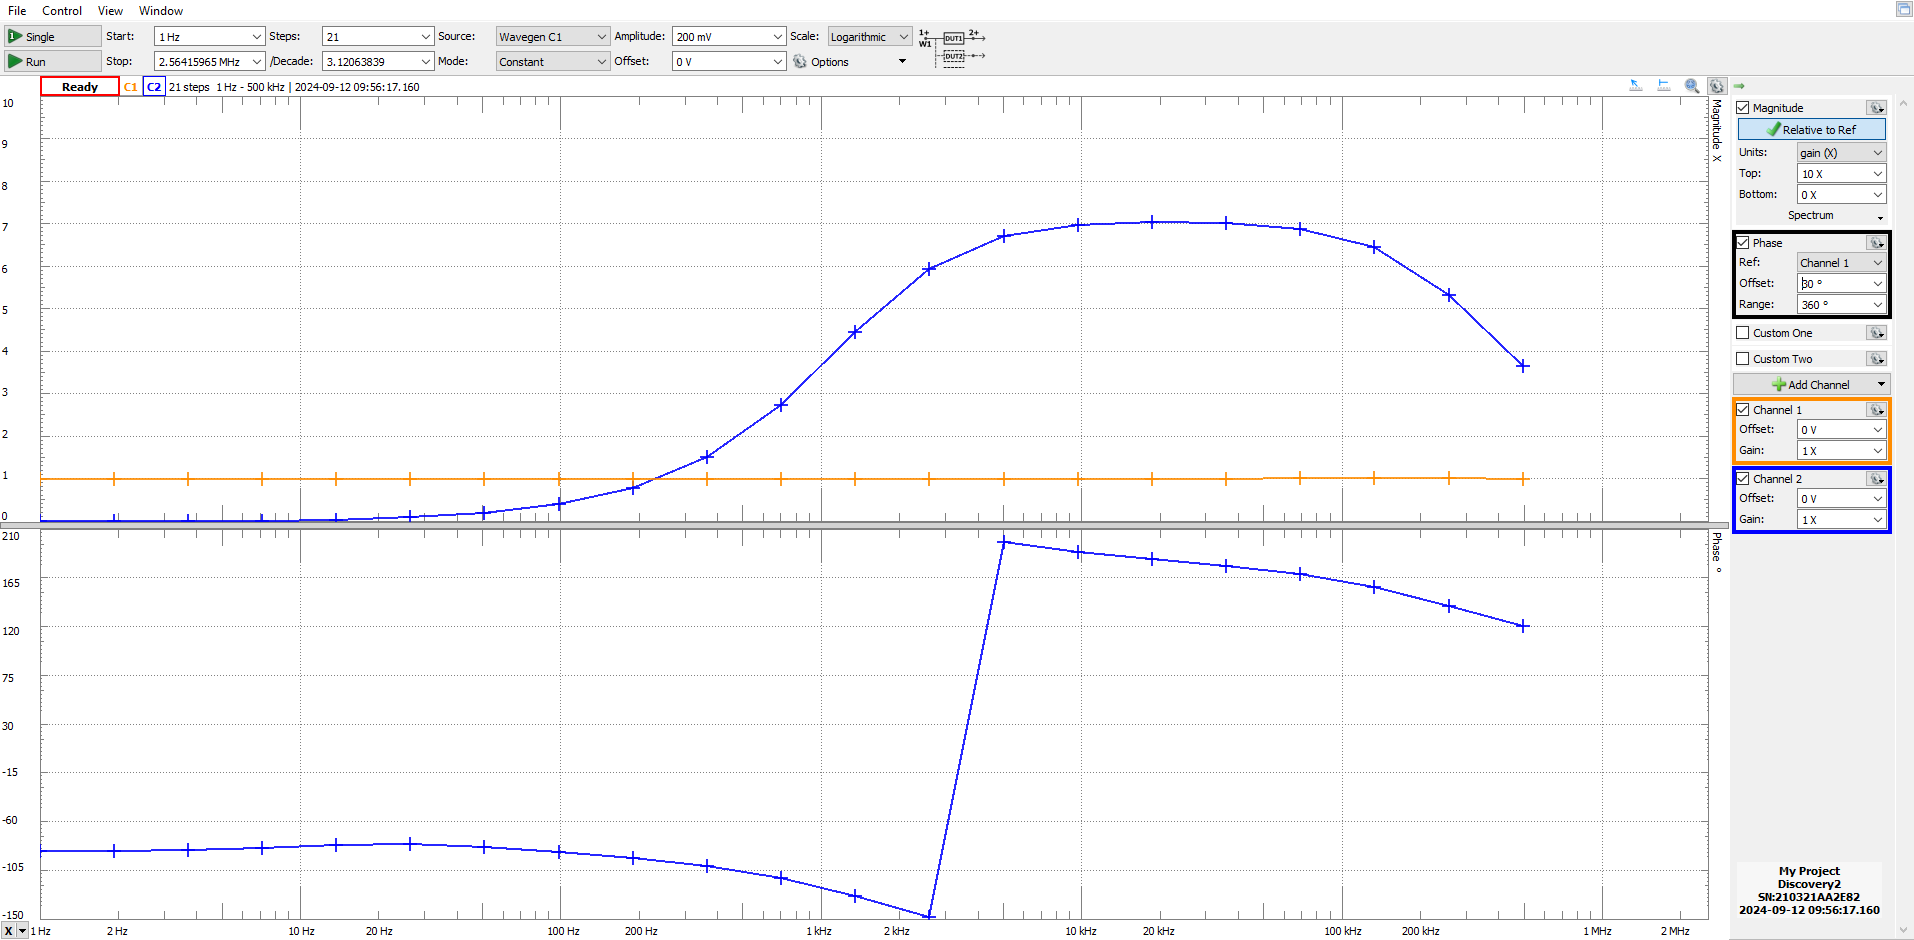 File Control View Window
Single Start: 1 Hz Steps: 21 Source: Wavegen C1 Amplitude: 200 mV Scale: Logarithmic 1+ W1 DUT1 2+
Run Stop: 2.56415965 MHz /Decade: 3.12063839 Mode: Constant Offset: 0 V Options DUT2
Ready C1 C2 21 steps 1 Hz - 500 kHz | 2024-09-12 09:56:17.160
10
9
8
7
6
5
4
3
2
1
0
Magnitude X
210
165
120
75
30
-15
-60
-105
-150
Phase °
X 1 Hz 2 Hz 10 Hz 20 Hz 100 Hz 200 Hz 1 kHz 2 kHz 10 kHz 20 kHz 100 kHz 200 kHz 1 MHz 2 MHz
Magnitude
Relative to Ref
Units: gain (X)
Top: 10 X
Bottom: 0 X
Spectrum
Phase
Ref: Channel 1
Offset: 30 °
Range: 360 °
Custom One
Custom Two
Add Channel
Channel 1
Offset: 0 V
Gain: 1 X
Channel 2
Offset: 0 V
Gain: 1 X
My Project
Discovery2
SN:210321AA2E82
2024-09-12 09:56:17.160